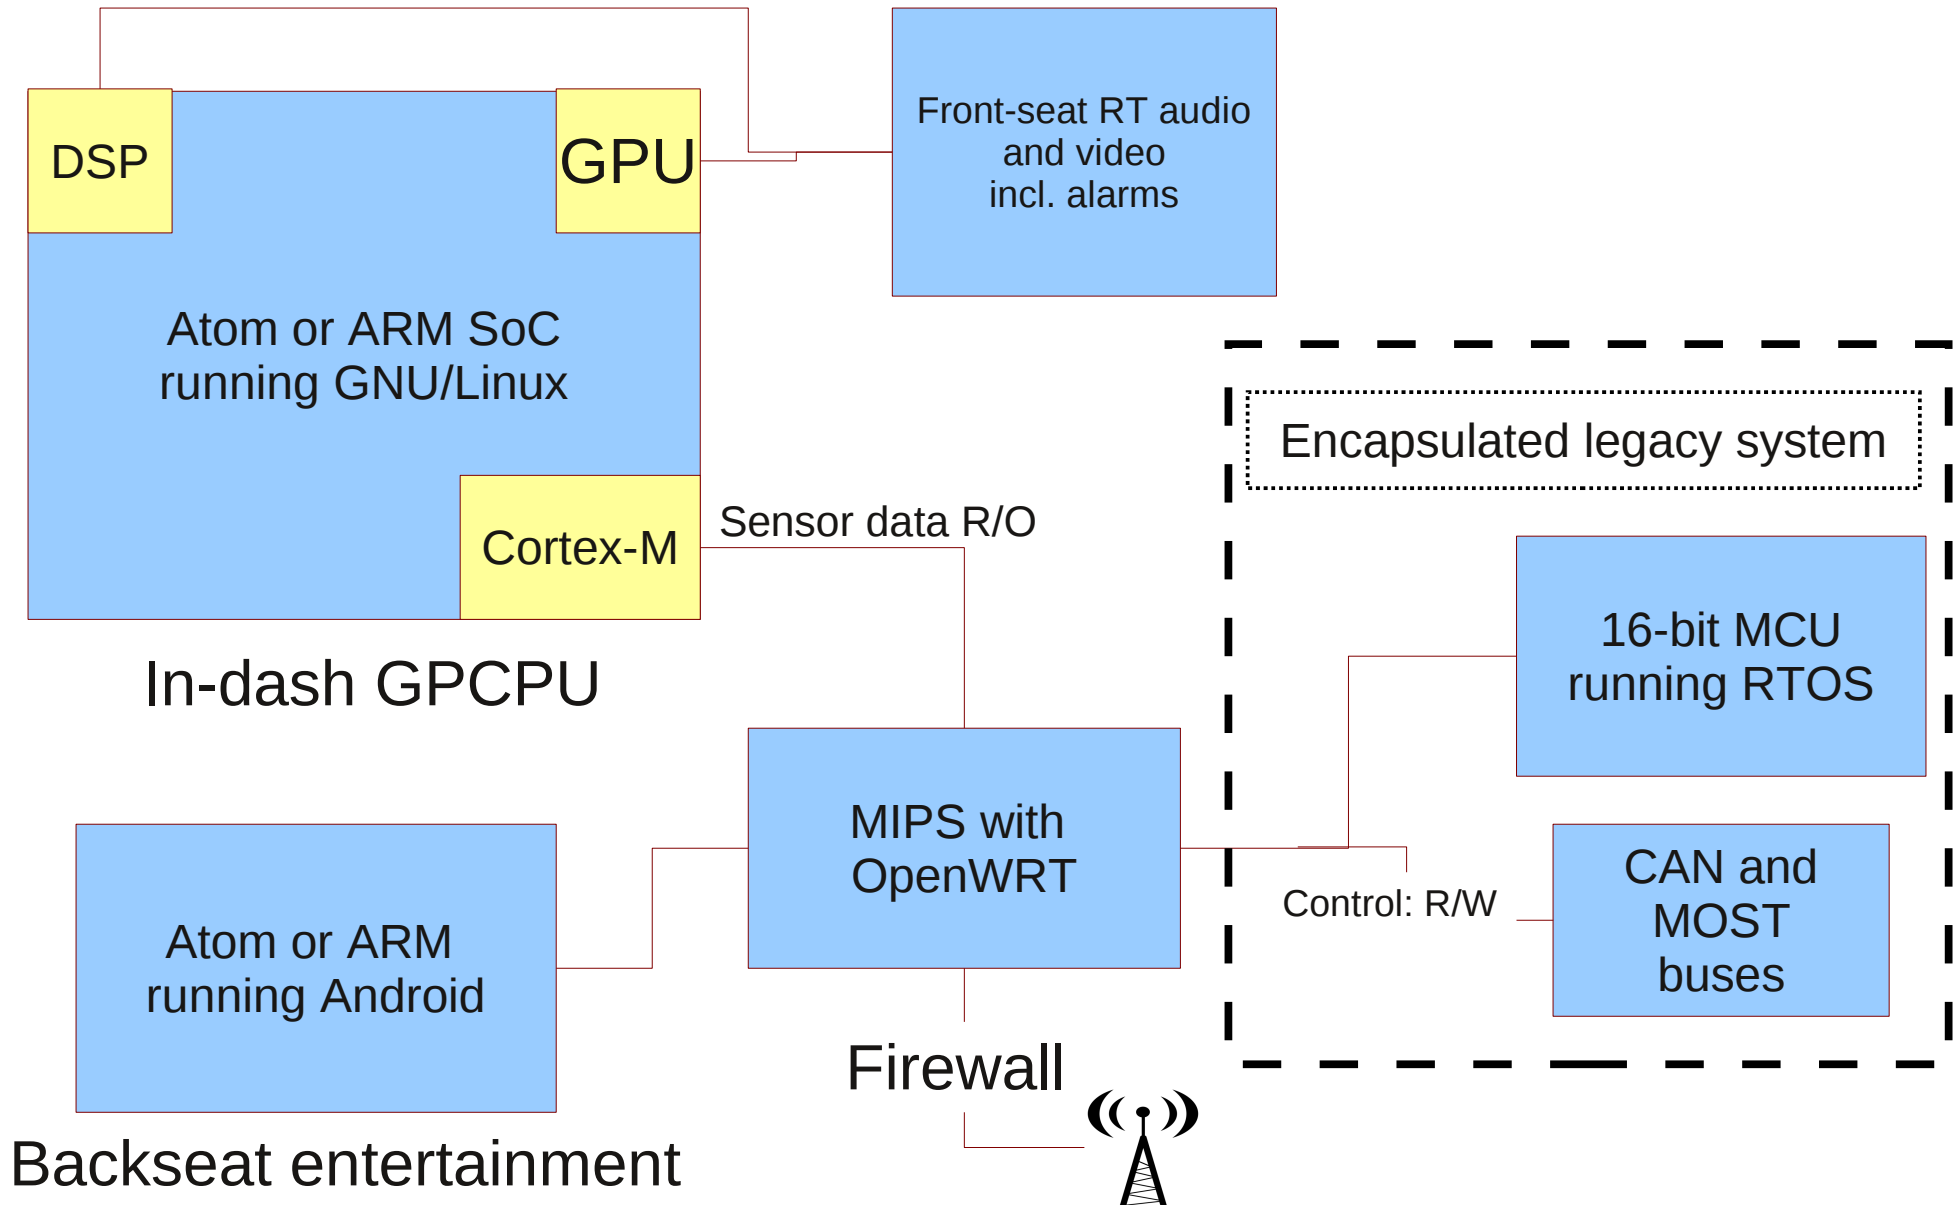 DSP
GPU
Front-seat RT audio
and video
incl. alarms
Atom or ARM SoC
running GNU/Linux
Encapsulated legacy system
Sensor data R/O
Cortex-M
16-bit MCU
running RTOS
In-dash GPCPU
MIPS with
OpenWRT
CAN and
MOST
buses
Control: R/W
Atom or ARM
running Android
Firewall
Backseat entertainment